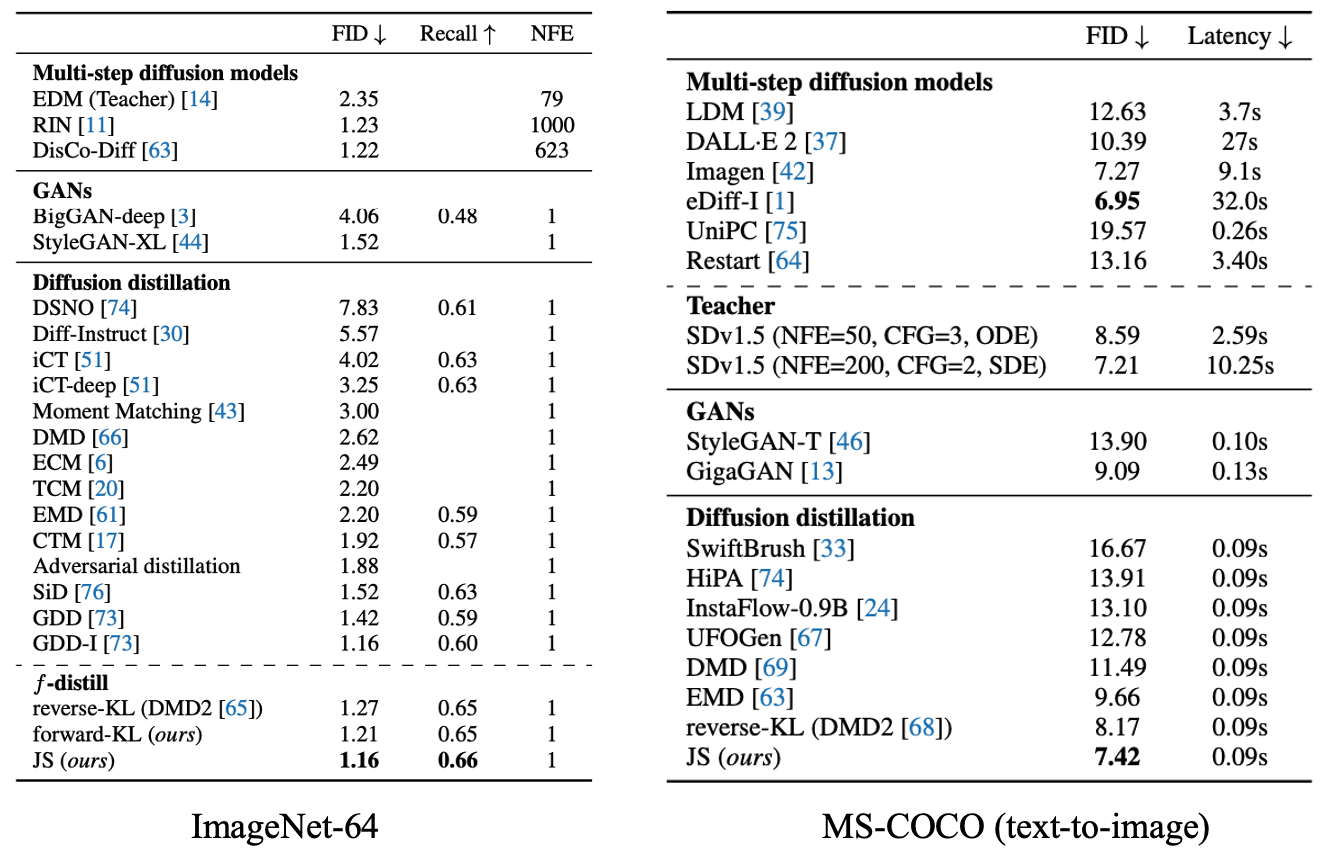 FID ↓ Recall ↑ NFE
Multi-step diffusion models
EDM (Teacher) [14] 2.35 79
RIN [11] 1.23 1000
DisCo-Diff [63] 1.22 623
GANs
BigGAN-deep [3] 4.06 0.48 1
StyleGAN-XL [44] 1.52 1
Diffusion distillation
DSNO [74] 7.83 0.61 1
Diff-Instruct [30] 5.57 1
iCT [51] 4.02 0.63 1
iCT-deep [51] 3.25 0.63 1
Moment Matching [43] 3.00 1
DMD [66] 2.62 1
ECM [6] 2.49 1
TCM [20] 2.20 1
EMD [61] 2.20 0.59 1
CTM [17] 1.92 0.57 1
Adversarial distillation 1.88 1
SiD [76] 1.52 0.63 1
GDD [73] 1.42 0.59 1
GDD-I [73] 1.16 0.60 1
f-distill
reverse-KL (DMD2 [65]) 1.27 0.65 1
forward-KL (ours) 1.21 0.65 1
JS (ours) 1.16 0.66 1
ImageNet-64
FID ↓ Latency ↓
Multi-step diffusion models
LDM [39] 12.63 3.7s
DALL·E 2 [37] 10.39 27s
Imagen [42] 7.27 9.1s
eDiff-I [1] 6.95 32.0s
UniPC [75] 19.57 0.26s
Restart [64] 13.16 3.40s
Teacher
SDv1.5 (NFE=50, CFG=3, ODE) 8.59 2.59s
SDv1.5 (NFE=200, CFG=2, SDE) 7.21 10.25s
GANs
StyleGAN-T [46] 13.90 0.10s
GigaGAN [13] 9.09 0.13s
Diffusion distillation
SwiftBrush [33] 16.67 0.09s
HiPA [74] 13.91 0.09s
InstaFlow-0.9B [24] 13.10 0.09s
UFOGen [67] 12.78 0.09s
DMD [69] 11.49 0.09s
EMD [63] 9.66 0.09s
reverse-KL (DMD2 [68]) 8.17 0.09s
JS (ours) 7.42 0.09s
MS-COCO (text-to-image)